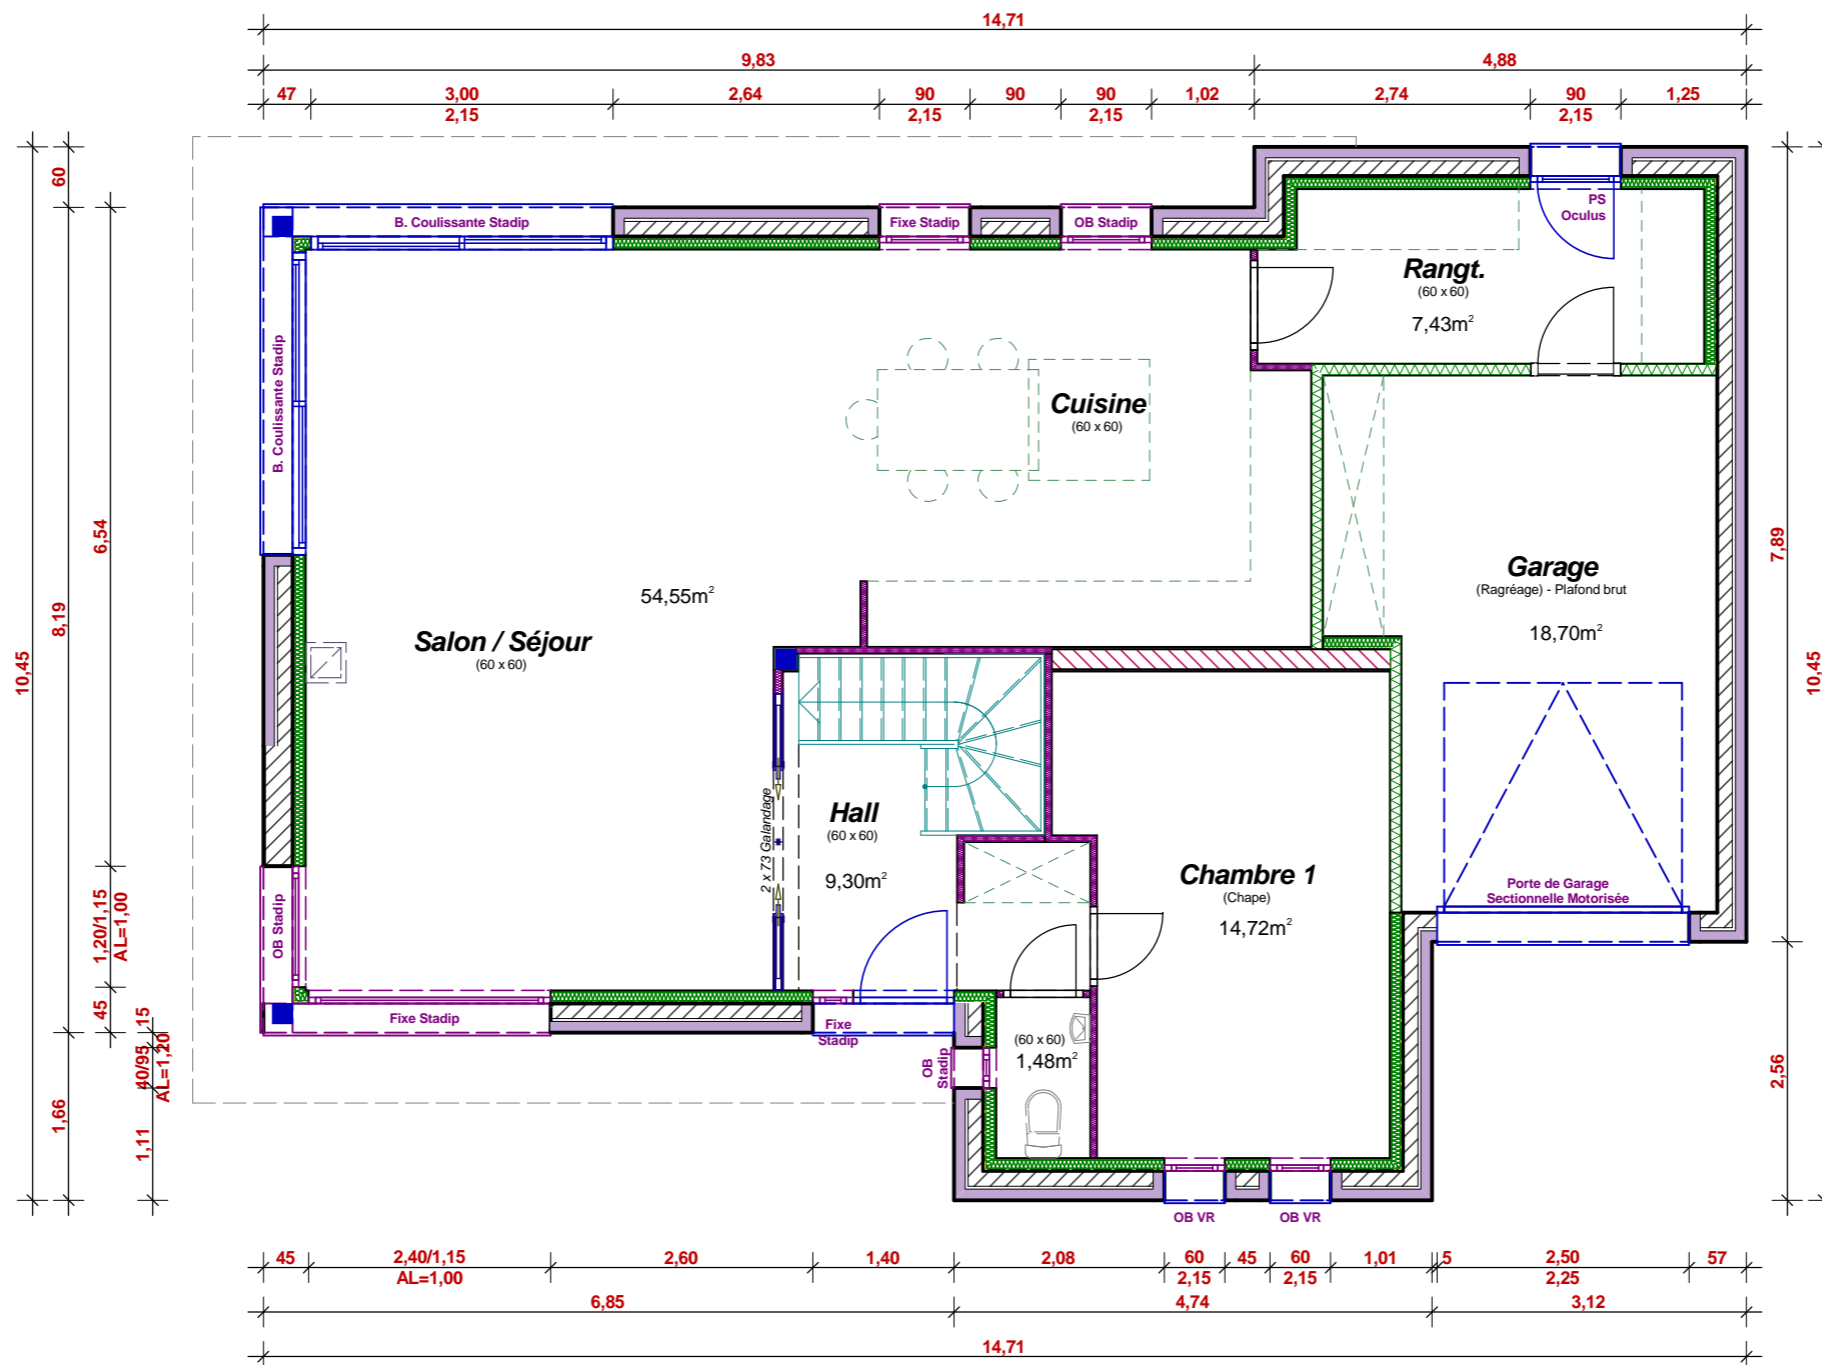 14,71
9,83 4,88
47 3,00 2,64 90 90 90 1,02 2,74 90 1,25
2,15 2,15 2,15 2,15
B. Coulissante Stadip
Fixe Stadip
OB Stadip
PS
Oculus
Rangt.
(60 x 60)
7,43m²
B. Coulissante Stadip
Cuisine
(60 x 60)
60
8,19
10,45
6,54
1,20/1,15
AL=1,00
45
15
40/95
AL=1,20
1,66
1,11
54,55m²
Salon / Séjour
(60 x 60)
Garage
(Ragréage) - Plafond brut
18,70m²
7,89
10,45
2,56
2 x 73 Galandage
Hall
(60 x 60)
9,30m²
Chambre 1
(Chape)
14,72m²
Porte de Garage
Sectionnelle Motorisée
OB Stadip
Fixe Stadip
Fixe
Stadip
OB
Stadip
(60 x 60)
1,48m²
OB VR
OB VR
45 2,40/1,15 2,60 1,40 2,08 60 45 60 1,01 5 2,50 57
AL=1,00 2,15 2,15 2,25
6,85 4,74 3,12
14,71